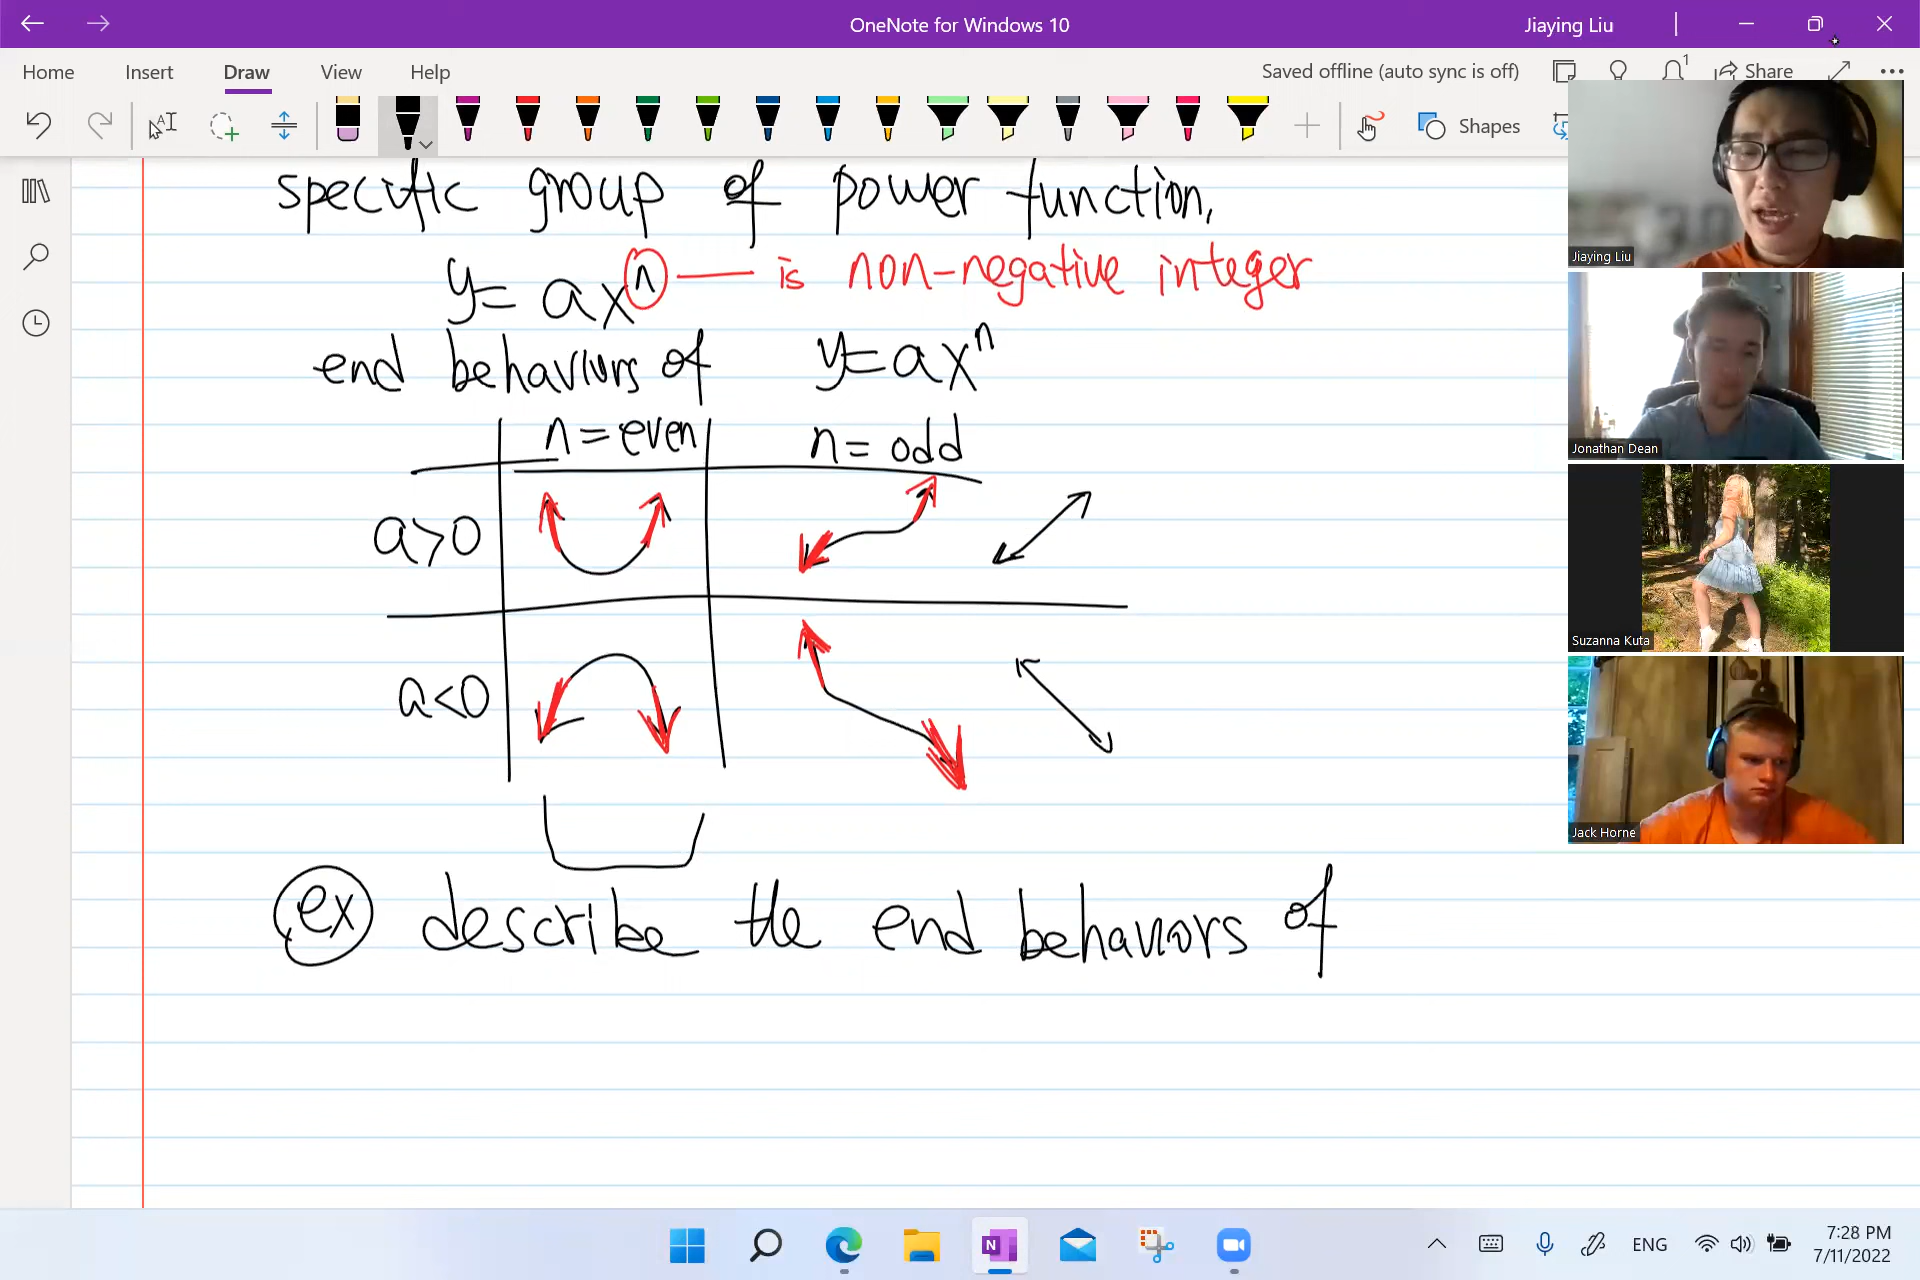 OneNote for Windows 10
Jiaying Liu
Home Insert Draw View Help
Saved offline (auto sync is off)
1
Share
Shapes
specific group of power function.
y = ax^n — is non-negative integer
end behaviors of y=ax^n
n = even n = odd
a>0
a<0
ex describe the end behaviors of
Jiaying Liu
Jonathan Dean
Suzanna Kuta
Jack Horne
ENG
7:28 PM
7/11/2022